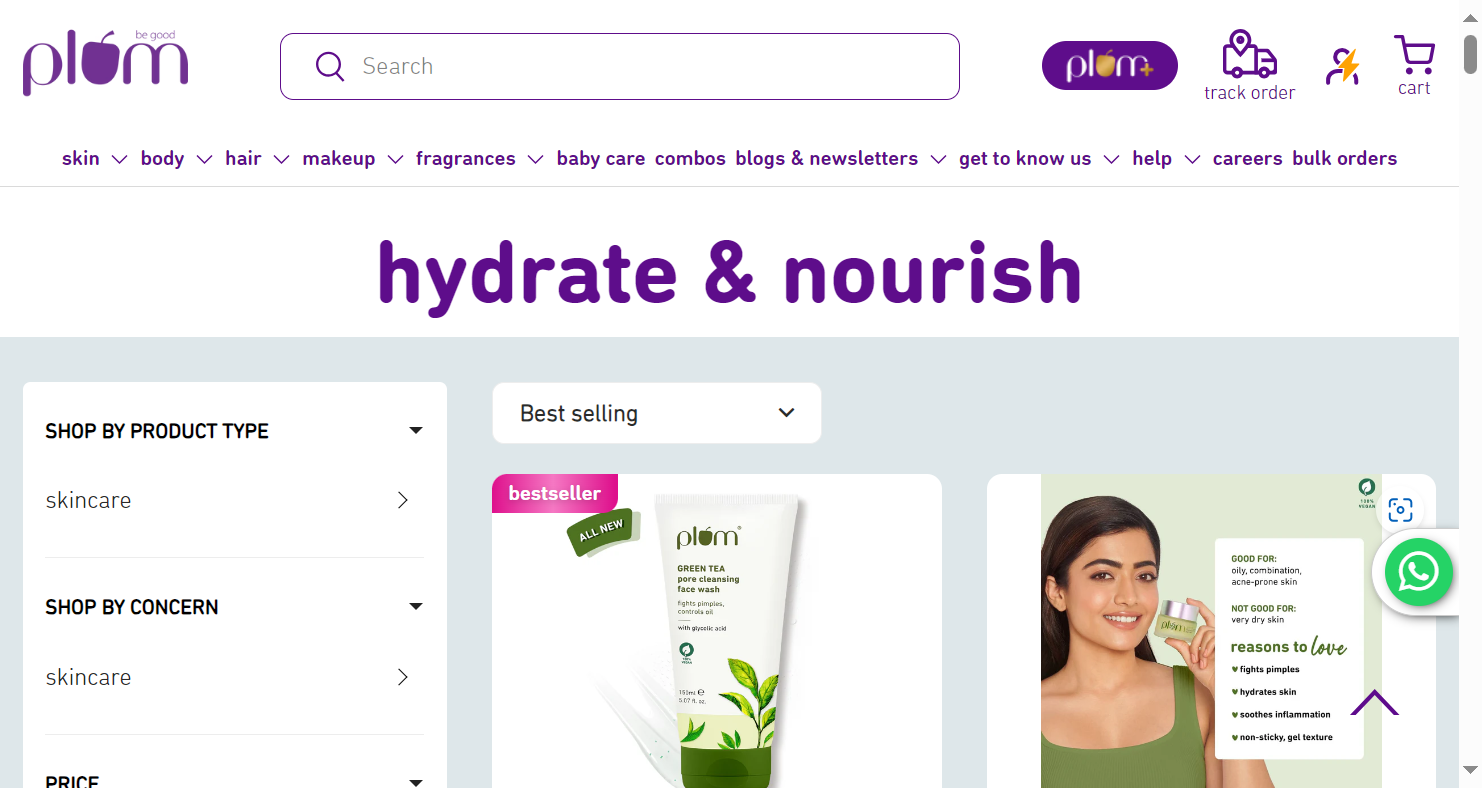 be good
plum
Search
plum+
track order
cart
skin body hair makeup fragrances baby care combos blogs & newsletters get to know us help careers bulk orders
hydrate & nourish
SHOP BY PRODUCT TYPE
skincare
SHOP BY CONCERN
skincare
PRICE
Best selling
bestseller
ALL NEW
plum®
GREEN TEA
pore cleansing
face wash
fights pimples,
controls oil
with glycolic acid
100%
VEGAN
150ml e
5.07 fl. oz.
100%
VEGAN
GOOD FOR:
oily, combination,
acne-prone skin
NOT GOOD FOR:
very dry skin
reasons to love
fights pimples
hydrates skin
soothes inflammation
non-sticky, gel texture
plum